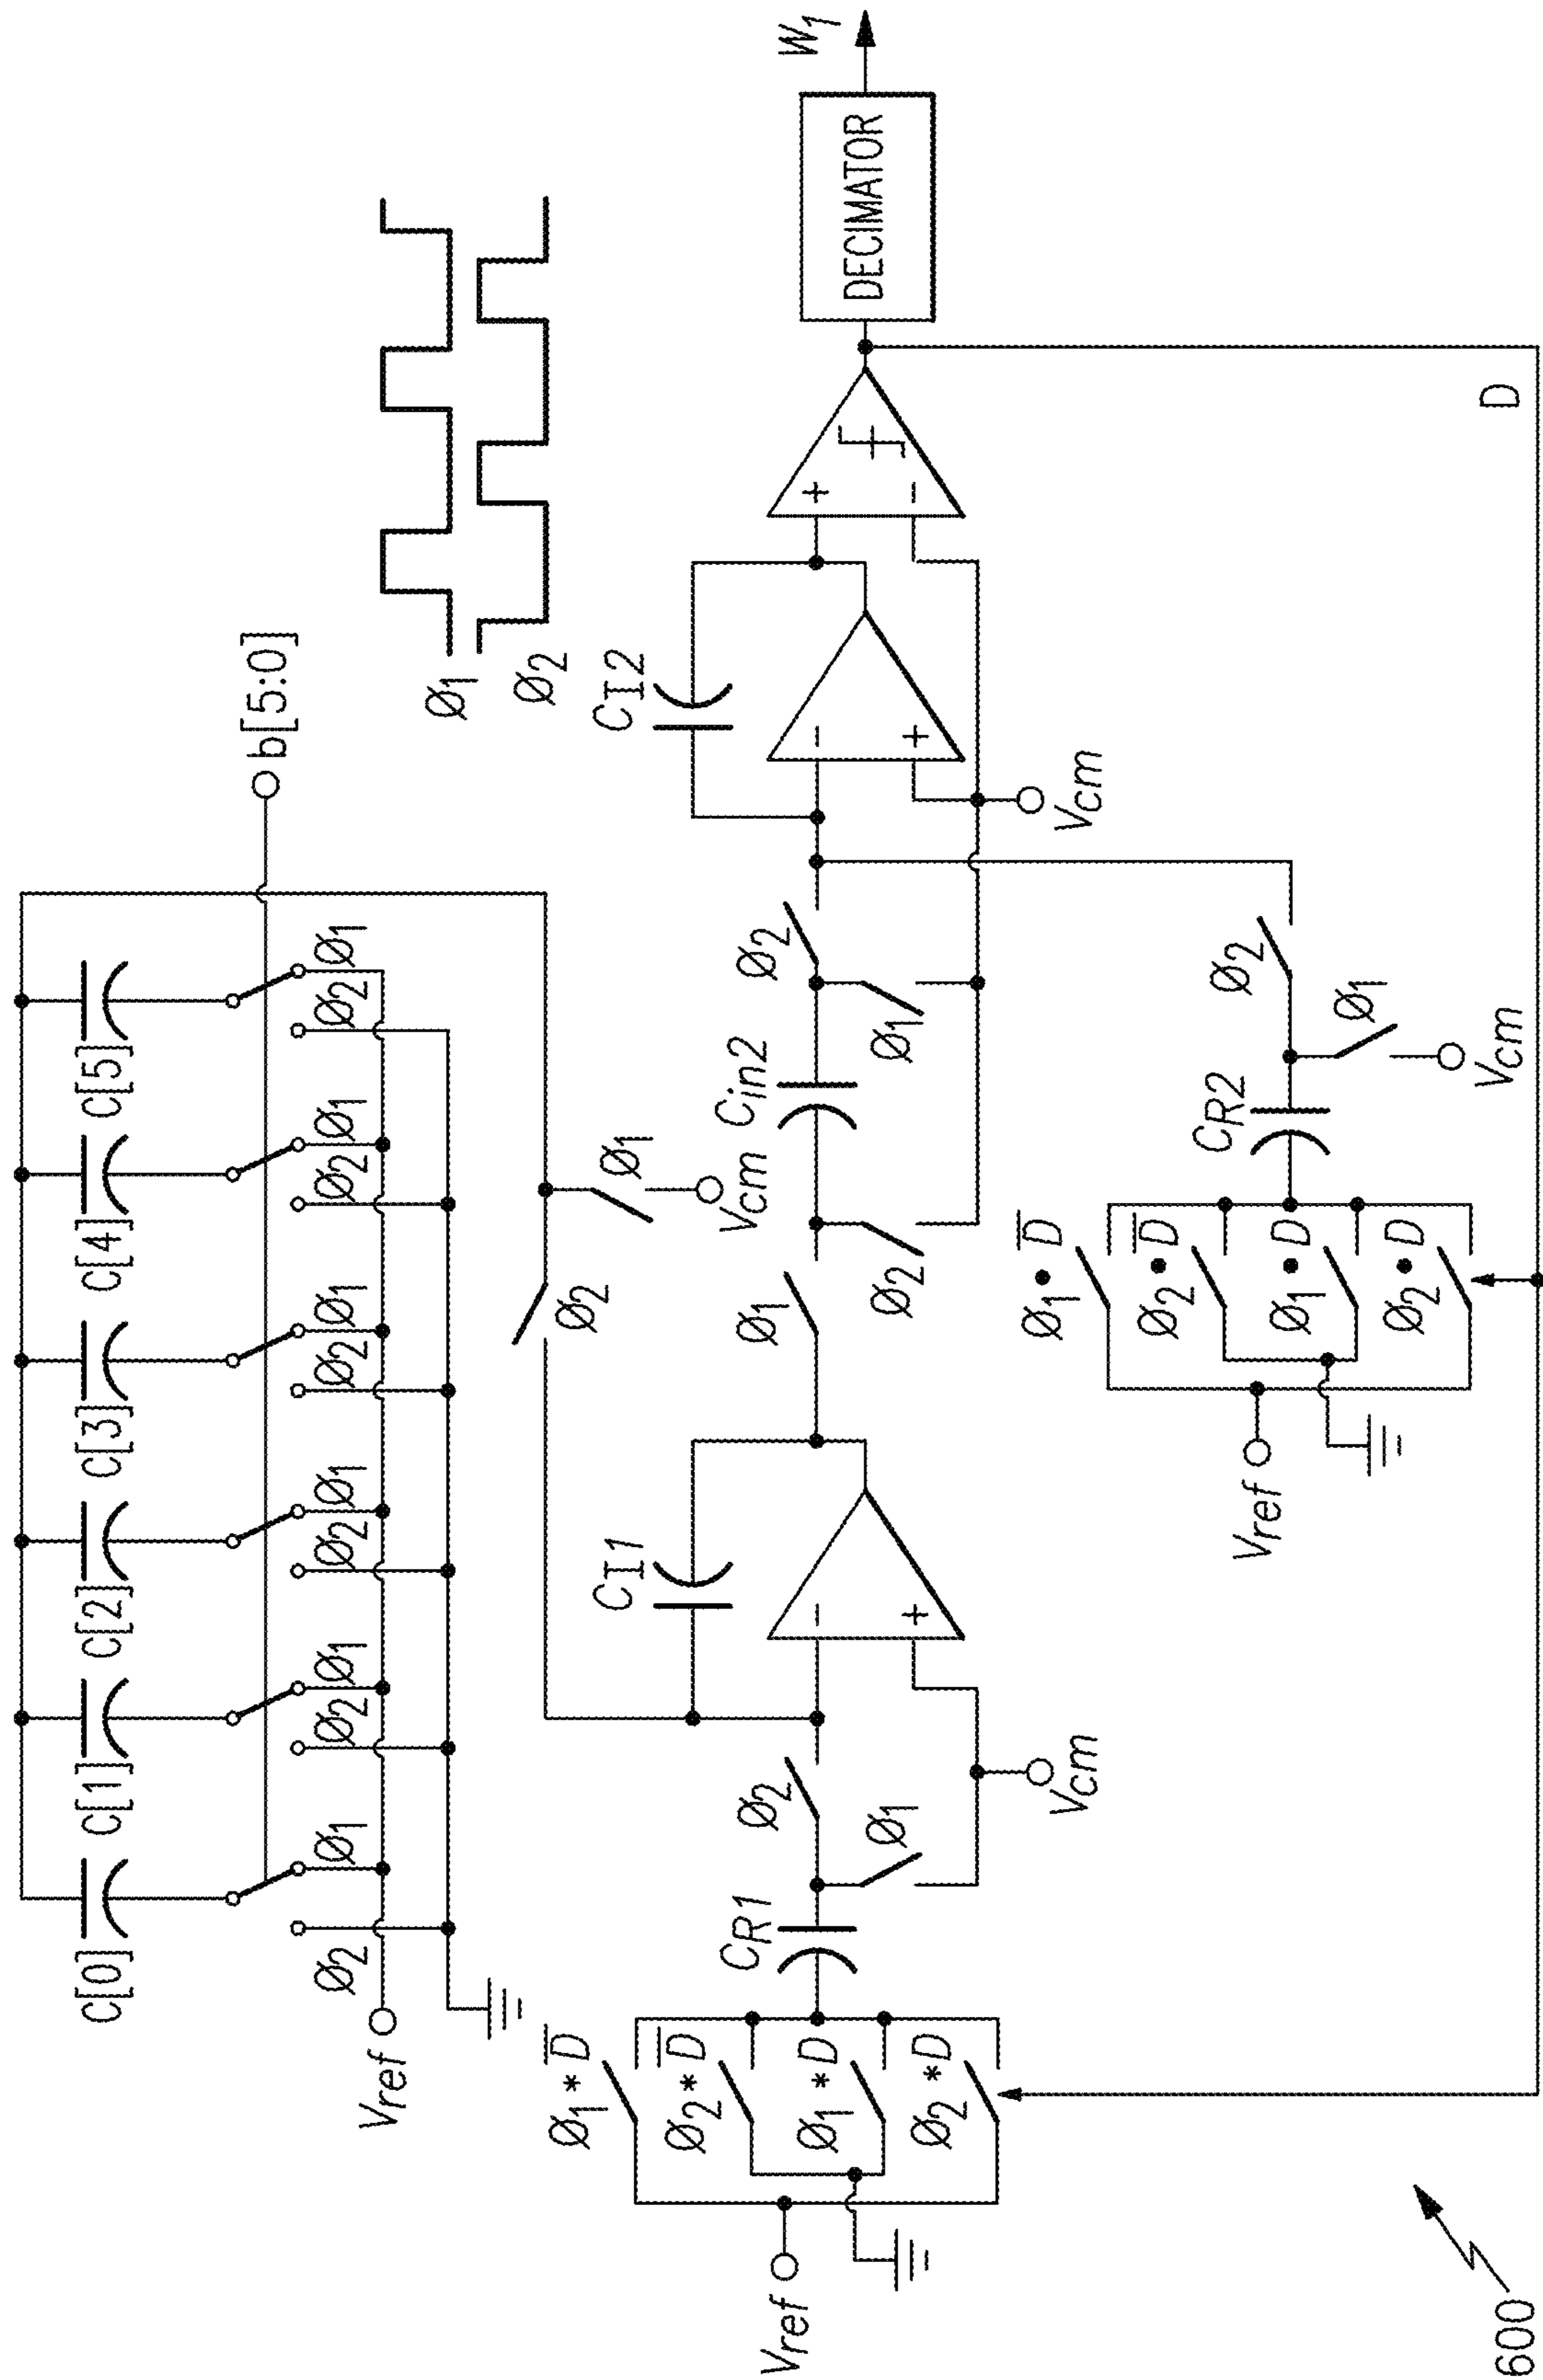 C[0]
C[1]
C[2]
C[3]
C[4]
C[5]
b[5:0]
Ø2
Ø1
Ø2
Ø1
Ø2
Ø1
Ø2
Ø1
Ø2
Ø1
Ø2
Ø1
Vref
Ø1
Ø2
Ø2
Ø1
Vcm
Vref
Ø1*D̅
Ø2*D̅
Ø1*D
Ø2*D
CR1
Ø2
Ø1
Vcm
CI1
-
+
Ø1
Ø2
Cin2
Ø2
Ø1
CI2
-
+
Vcm
+
-
DECIMATOR
W1
Vref
Ø1•D̅
Ø2•D̅
Ø1•D
Ø2•D
CR2
Ø2
Ø1
Vcm
D
600